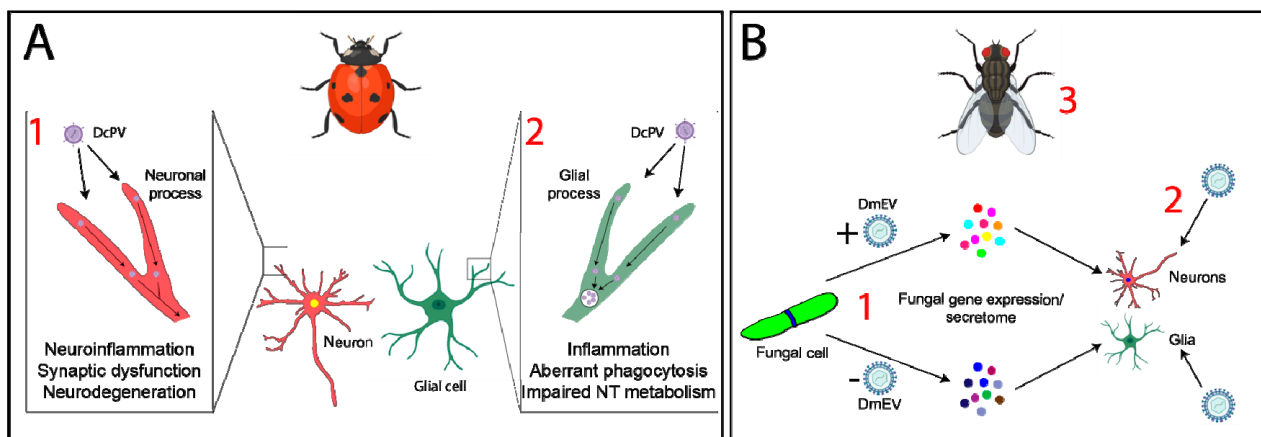 A
1
DcPV
Neuronal
process
Neuroinflammation
Synaptic dysfunction
Neurodegeneration
Neuron
Glial cell
2
DcPV
Glial
process
Inflammation
Aberrant phagocytosis
Impaired NT metabolism
B
3
DmEV
+
2
Neurons
1
Fungal gene expression/
secretome
Fungal cell
Glia
-
DmEV